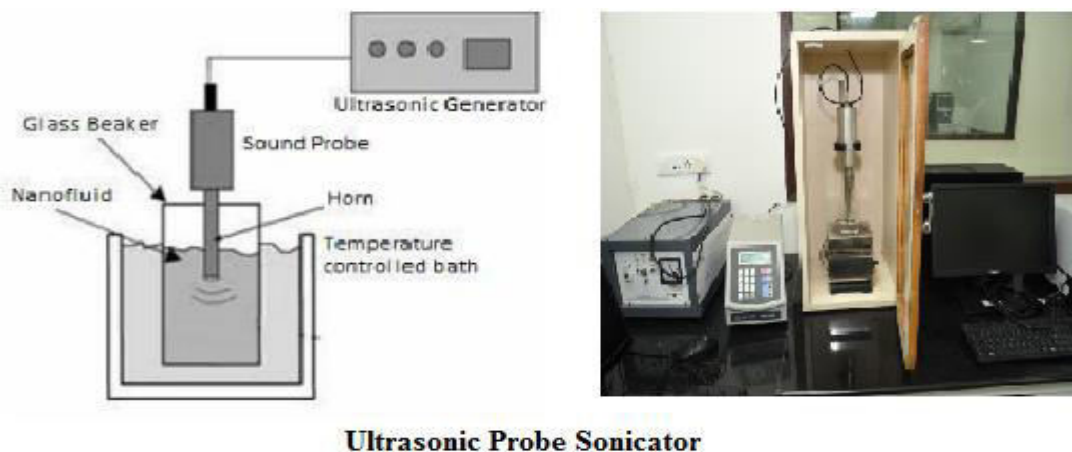 Ultrasonic Generator
Glass Beaker
Sound Probe
Nanofluid
Horn
Temperature
controlled bath
Ultrasonic Probe Sonicator